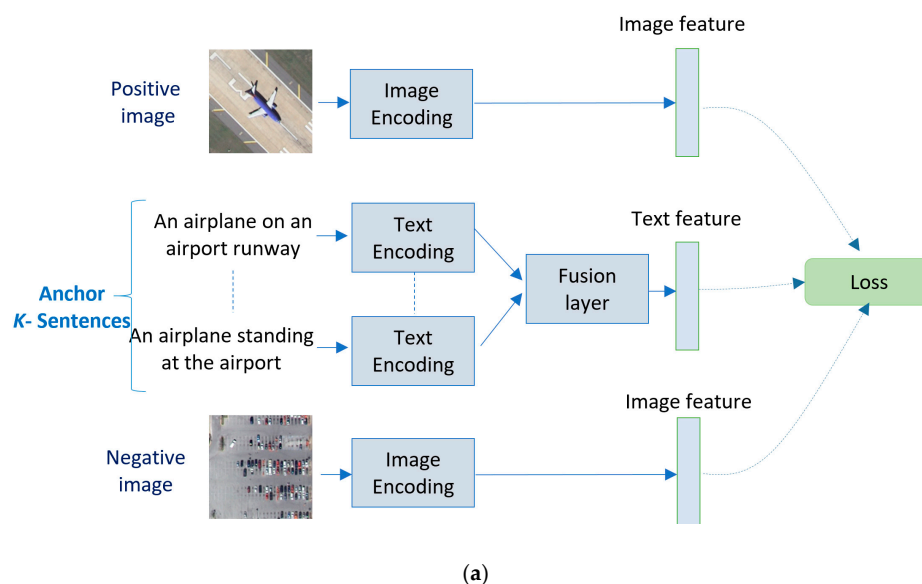 Image feature
Positive
image
Image
Encoding
An airplane on an
airport runway
Text
Encoding
Text feature
Anchor
K- Sentences
Fusion
layer
Loss
An airplane standing
at the airport
Text
Encoding
Image feature
Negative
image
Image
Encoding
(a)